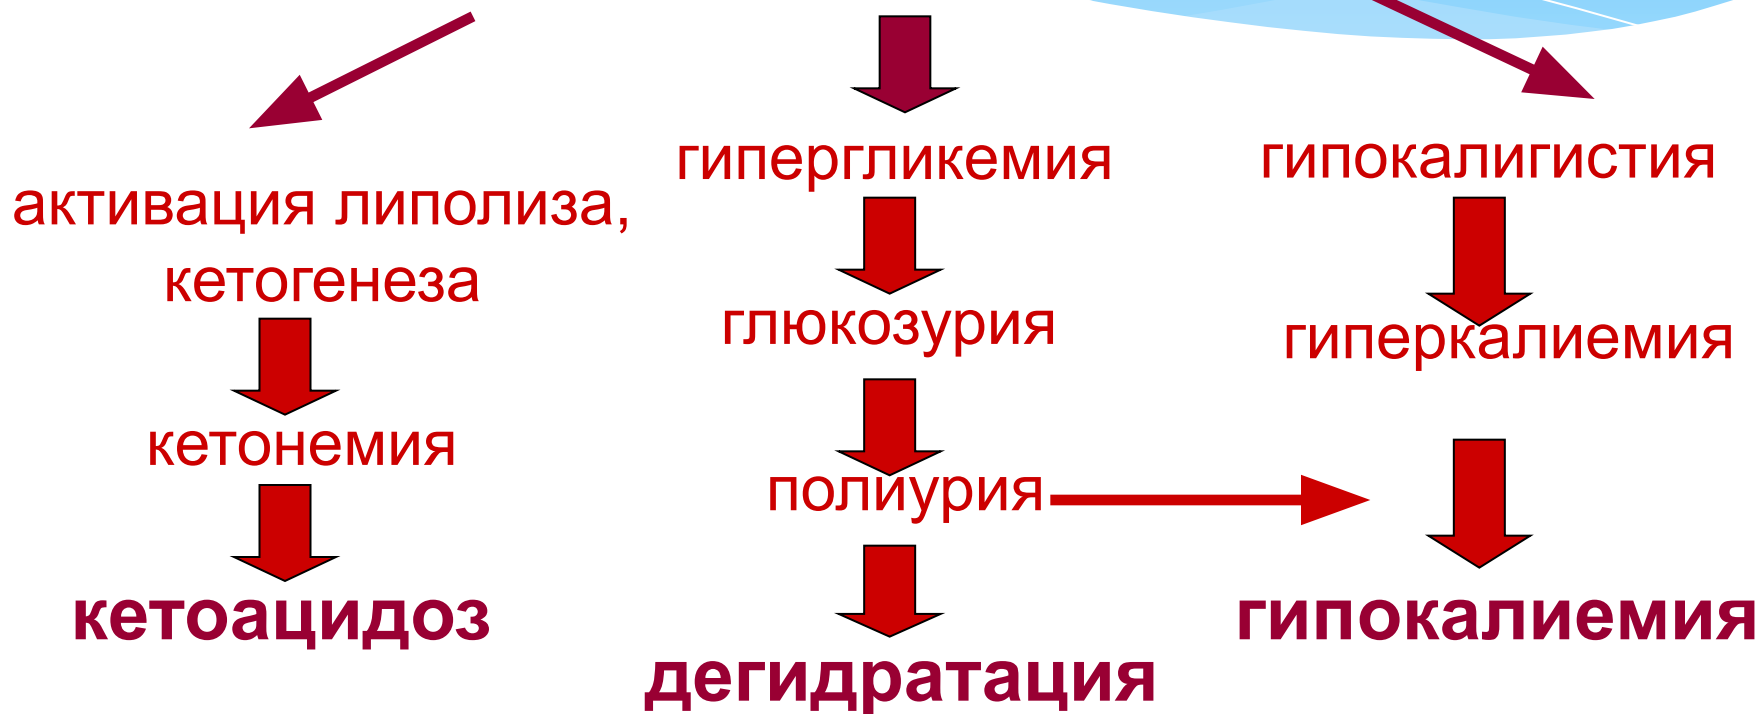 активация липолиза,
кетогенеза
кетонемия
кетоацидоз
гипергликемия
глюкозурия
полиурия
дегидратация
гипокалигистия
гиперкалиемия
гипокалиемия